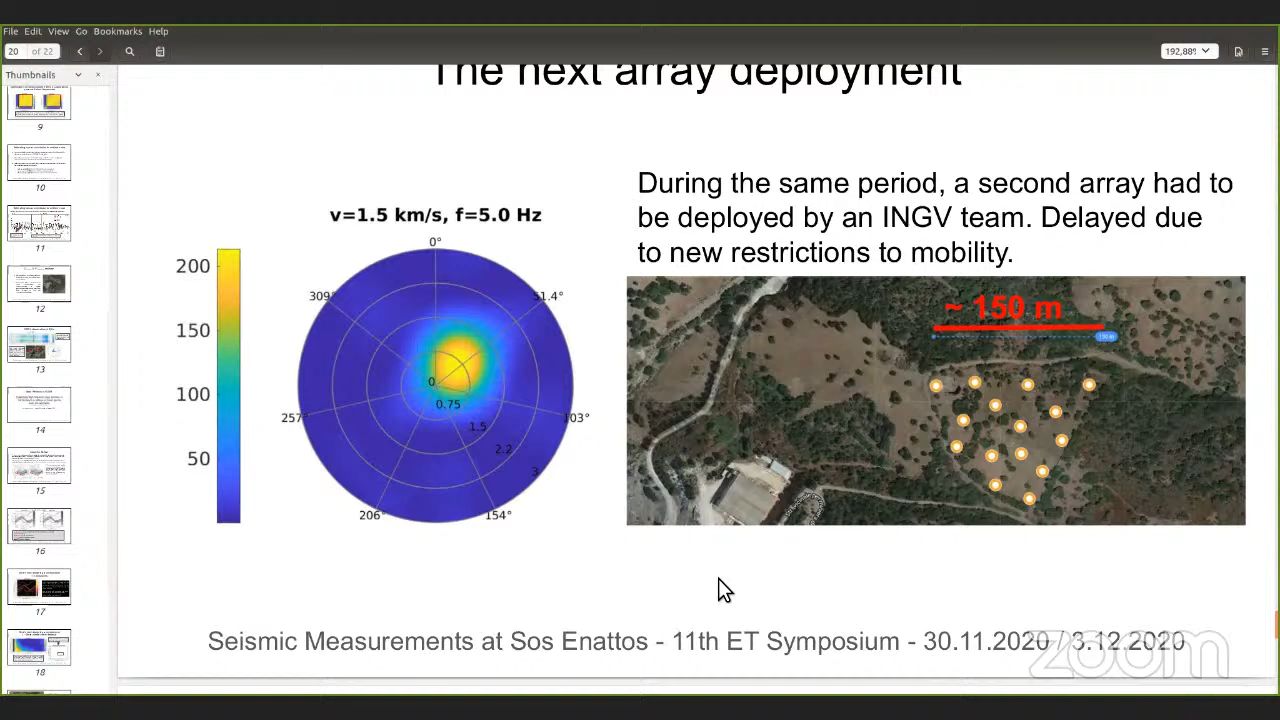 File Edit View Go Bookmarks Help
20 of 22
192,88%
Thumbnails
The next array deployment
During the same period, a second array had to
be deployed by an INGV team. Delayed due
to new restrictions to mobility.
v=1.5 km/s, f=5.0 Hz
200
150
100
50
0°
51.4°
103°
154°
206°
257°
309°
0
0.75
1.5
2.2
3
~ 150 m
150 m
9
10
11
12
13
14
15
16
17
18
Seismic Measurements at Sos Enattos - 11th ET Symposium - 30.11.2020 / 3.12.2020
zoom